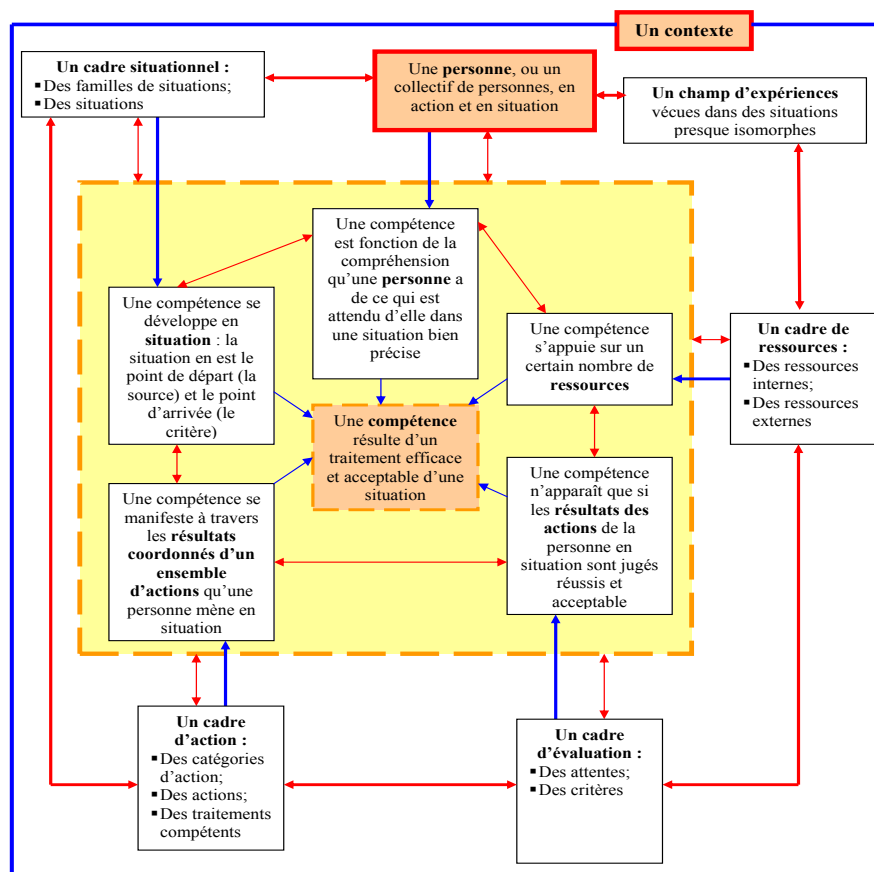 Un contexte
Un cadre situationnel :
▪ Des familles de situations;
▪ Des situations
Une personne, ou un
collectif de personnes, en
action et en situation
Un champ d'expériences
vécues dans des situations
presque isomorphes
Une compétence
est fonction de la
compréhension
qu'une personne a
de ce qui est
attendu d'elle dans
une situation bien
précise
Une compétence se
développe en
situation : la
situation en est le
point de départ (la
source) et le point
d'arrivée (le
critère)
Une compétence
s'appuie sur un
certain nombre de
ressources
Un cadre de
ressources :
▪ Des ressources
internes;
▪ Des ressources
externes
Une compétence
résulte d'un
traitement efficace
et acceptable d'une
situation
Une compétence se
manifeste à travers
les résultats
coordonnés d'un
ensemble
d'actions qu'une
personne mène en
situation
Une compétence
n'apparaît que si
les résultats des
actions de la
personne en
situation sont jugés
réussis et
acceptable
Un cadre
d'action :
▪ Des catégories
d'action;
▪ Des actions;
▪ Des traitements
compétents
Un cadre
d'évaluation :
▪ Des attentes;
▪ Des critères